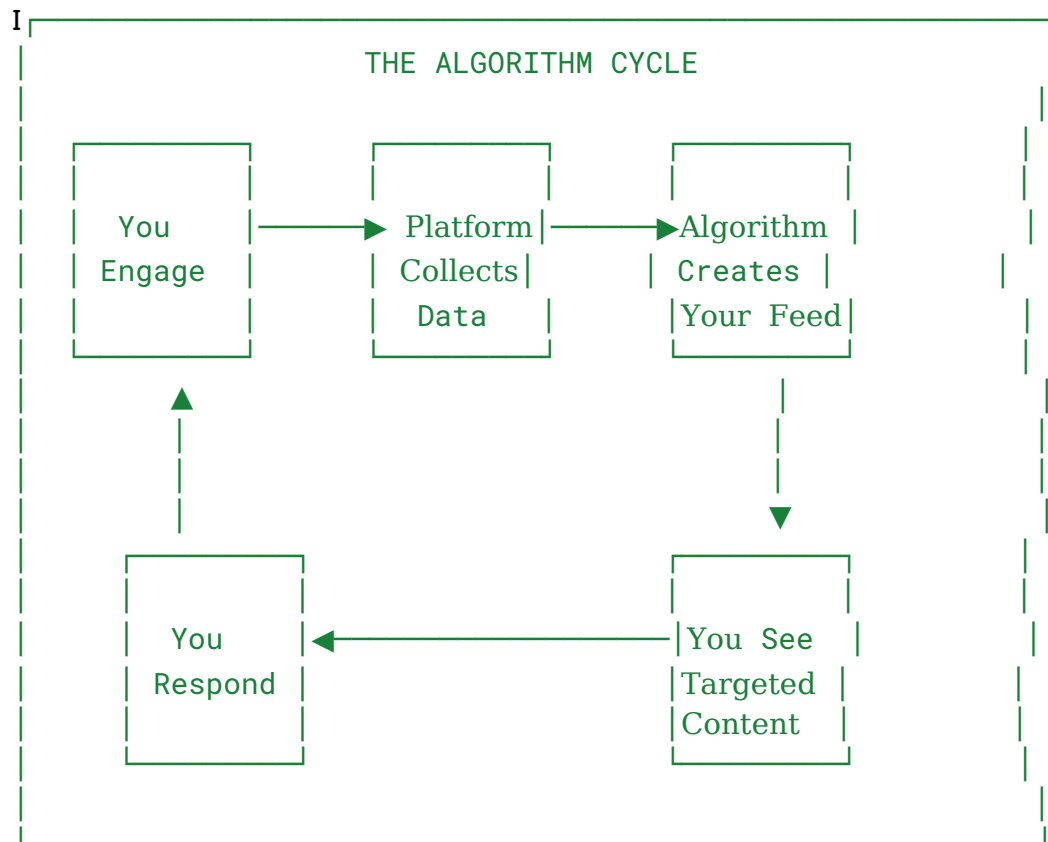 I
THE ALGORITHM CYCLE
You
Engage
Platform
Collects
Data
Algorithm
Creates
Your Feed
You
Respond
You See
Targeted
Content